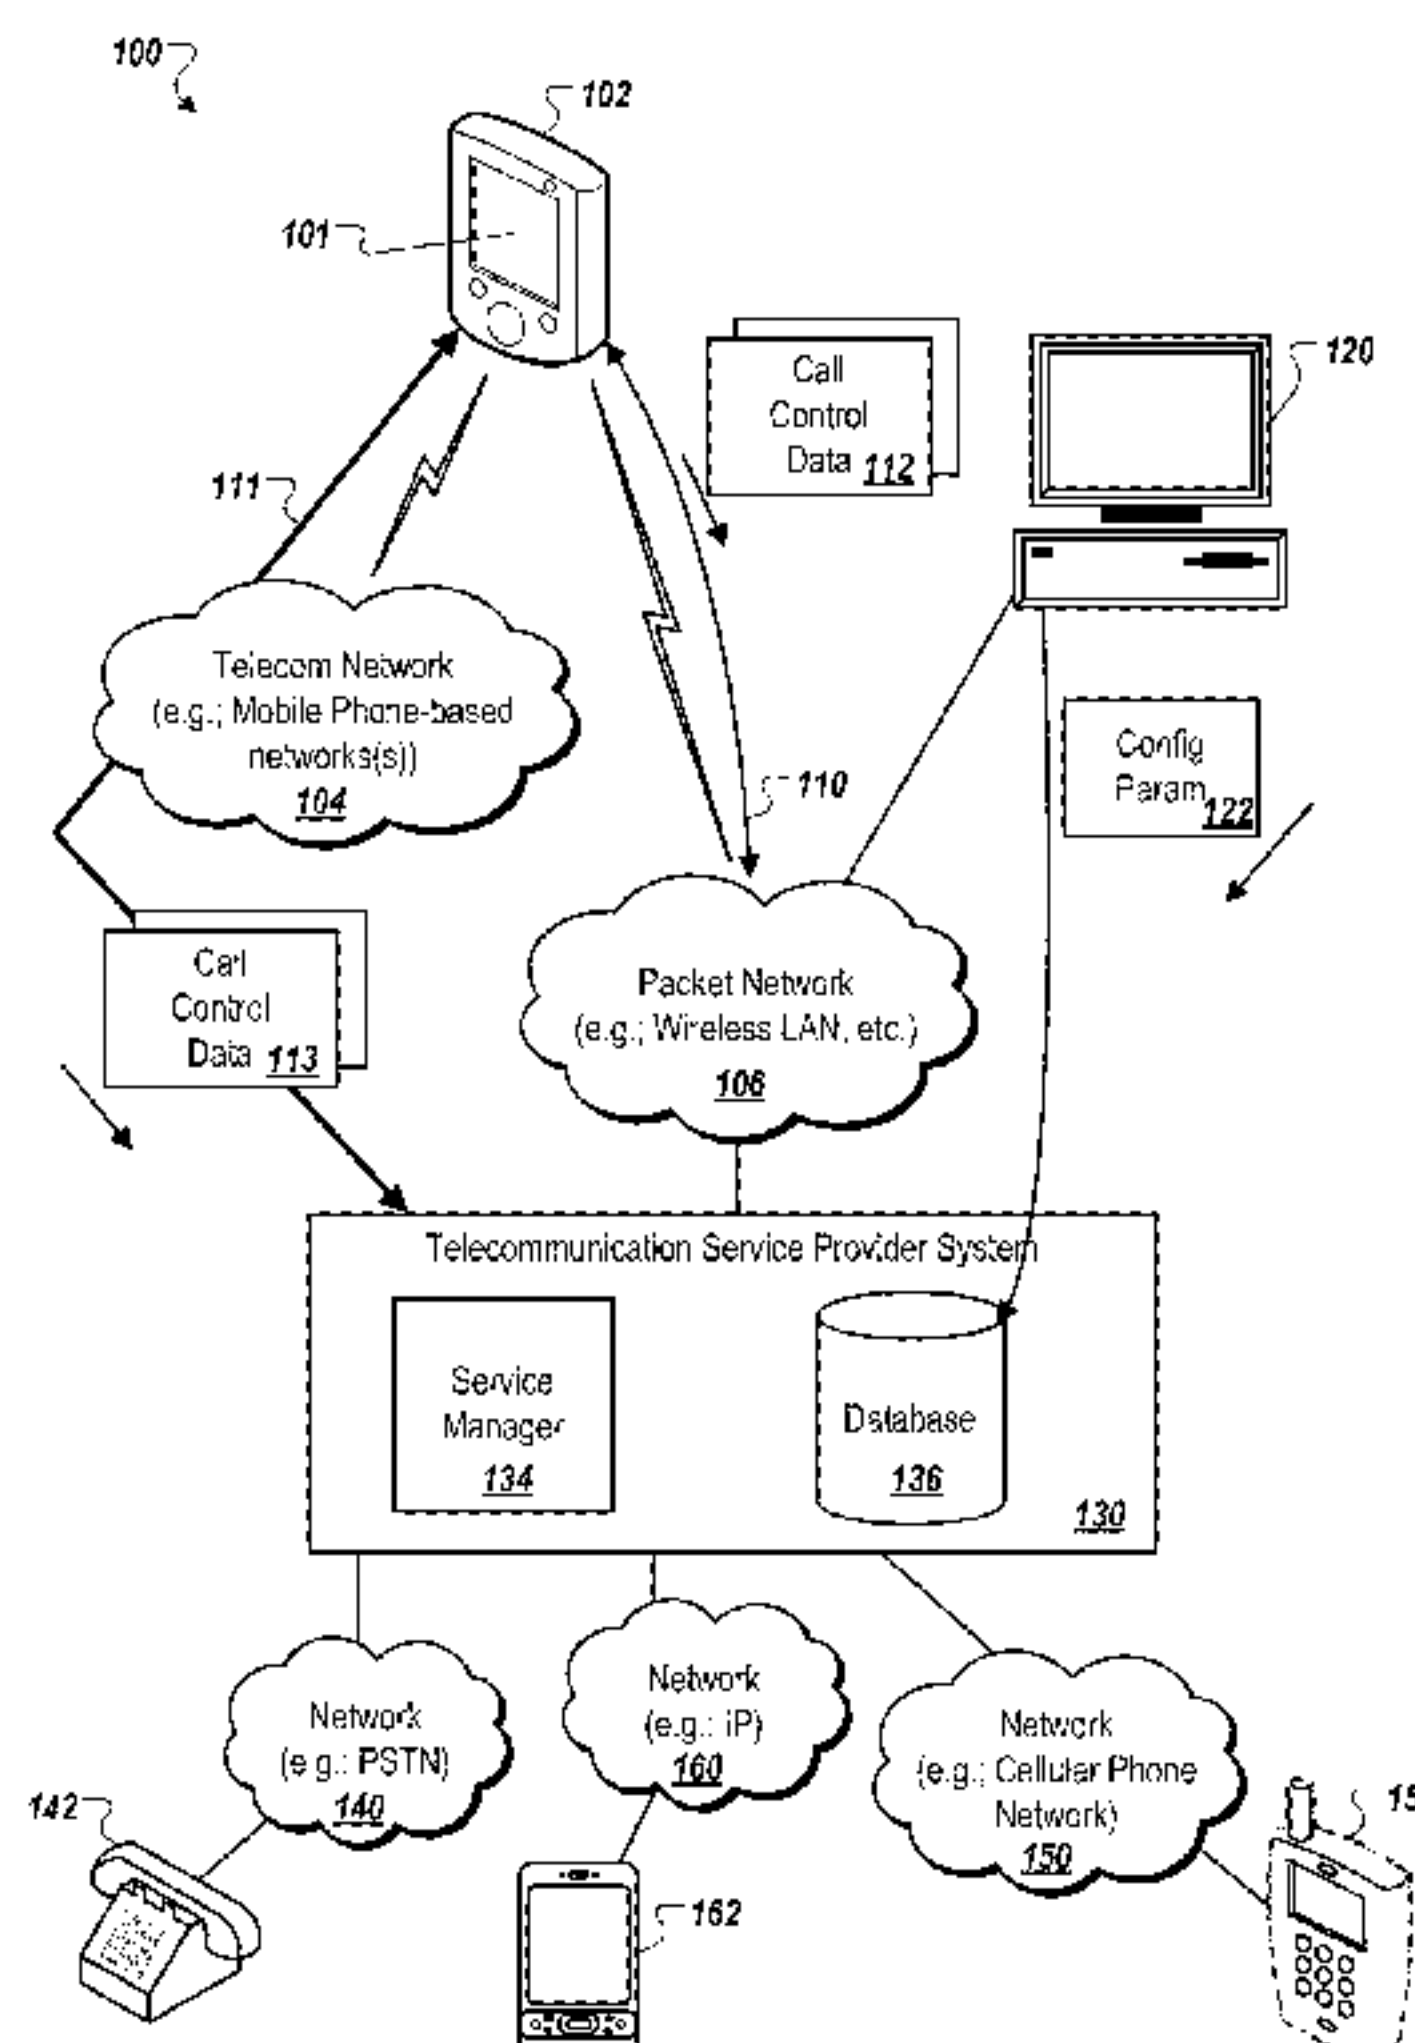 100
102
101
Call
Control
Data 112
120
111
Telecom Network
(e.g.; Mobile Phone-based
networks(s))
104
110
Config
Param
122
Call
Control
Data 113
Packet Network
(e.g.; Wireless LAN, etc.)
106
Telecommunication Service Provider System
Service
Manager
134
Database
136
130
Network
(e.g.: PSTN)
140
Network
(e.g.: IP)
160
Network
(e.g.; Cellular Phone
Network)
150
142
162